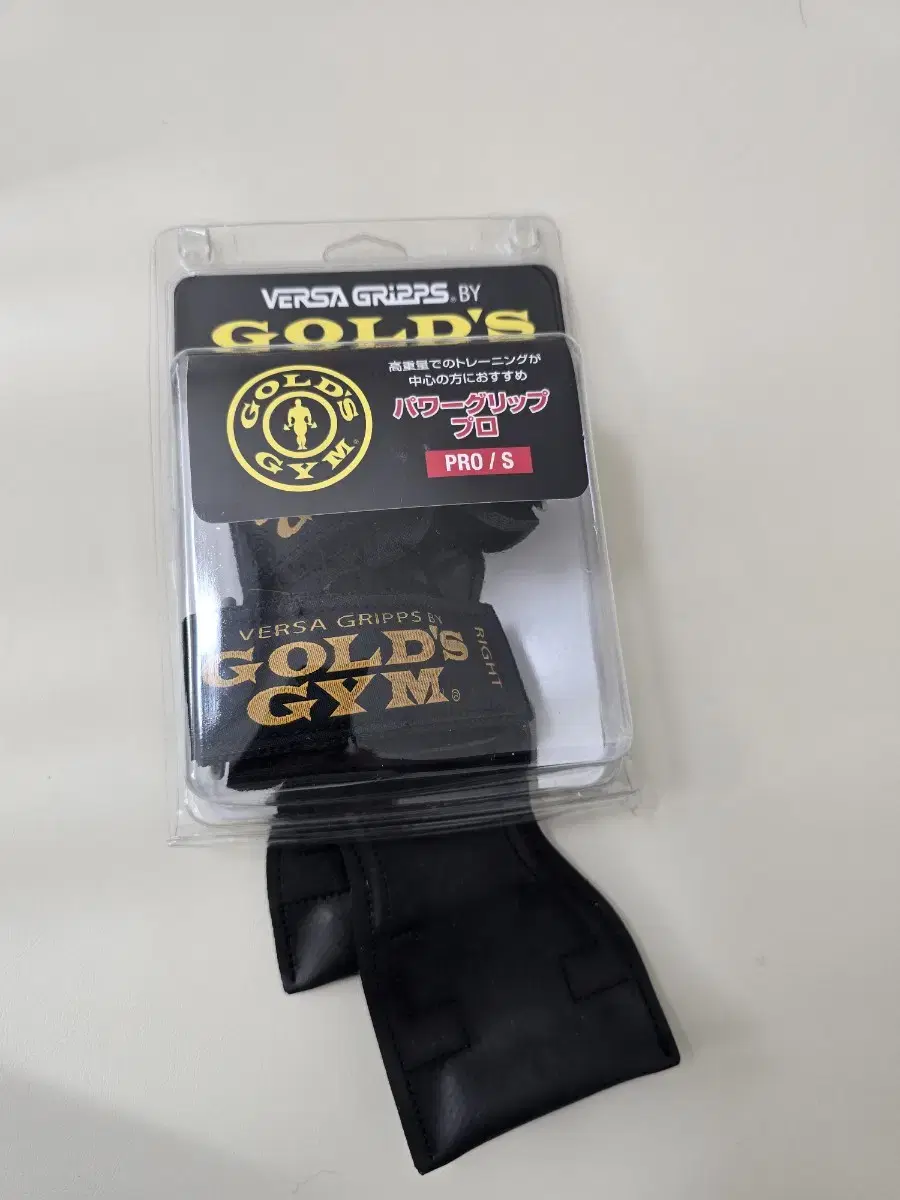 VERSA GRIPPS® BY
GOLD'S
GOLD'S
GYM®
高重量でのトレーニングが
中心の方におすすめ
パワーグリップ
プロ
PRO / S
VERSA GRIPPS BY
GOLD'S
GYM®
RIGHT